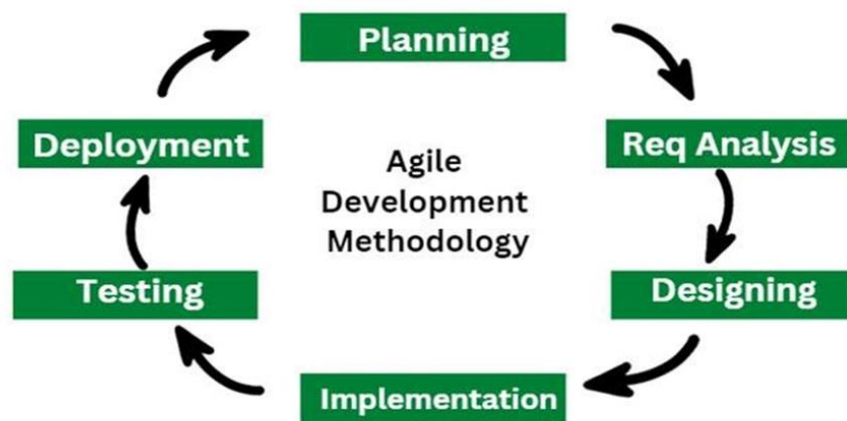 Planning
Deployment
Req Analysis
Agile
Development
Methodology
Testing
Designing
Implementation